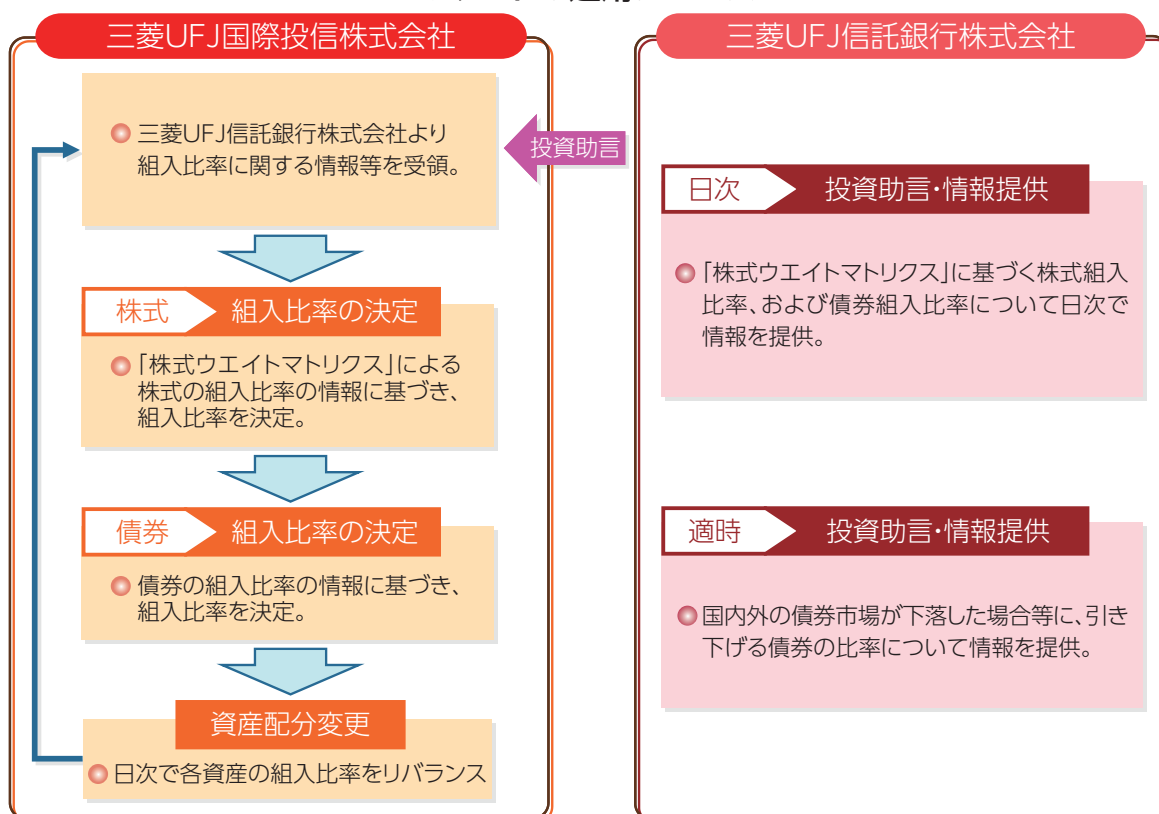 三菱UFJ国際投信株式会社
三菱UFJ信託銀行株式会社より
組入比率に関する情報等を受領。
株式 組入比率の決定
「株式ウエイトマトリクス」による
株式の組入比率の情報に基づき、
組入比率を決定。
債券 組入比率の決定
債券の組入比率の情報に基づき、
組入比率を決定。
資産配分変更
日次で各資産の組入比率をリバランス
投資助言
三菱UFJ信託銀行株式会社
日次 投資助言・情報提供
「株式ウエイトマトリクス」に基づく株式組入
比率、および債券組入比率について日次で
情報を提供。
適時 投資助言・情報提供
国内外の債券市場が下落した場合等に、引き
下げる債券の比率について情報を提供。